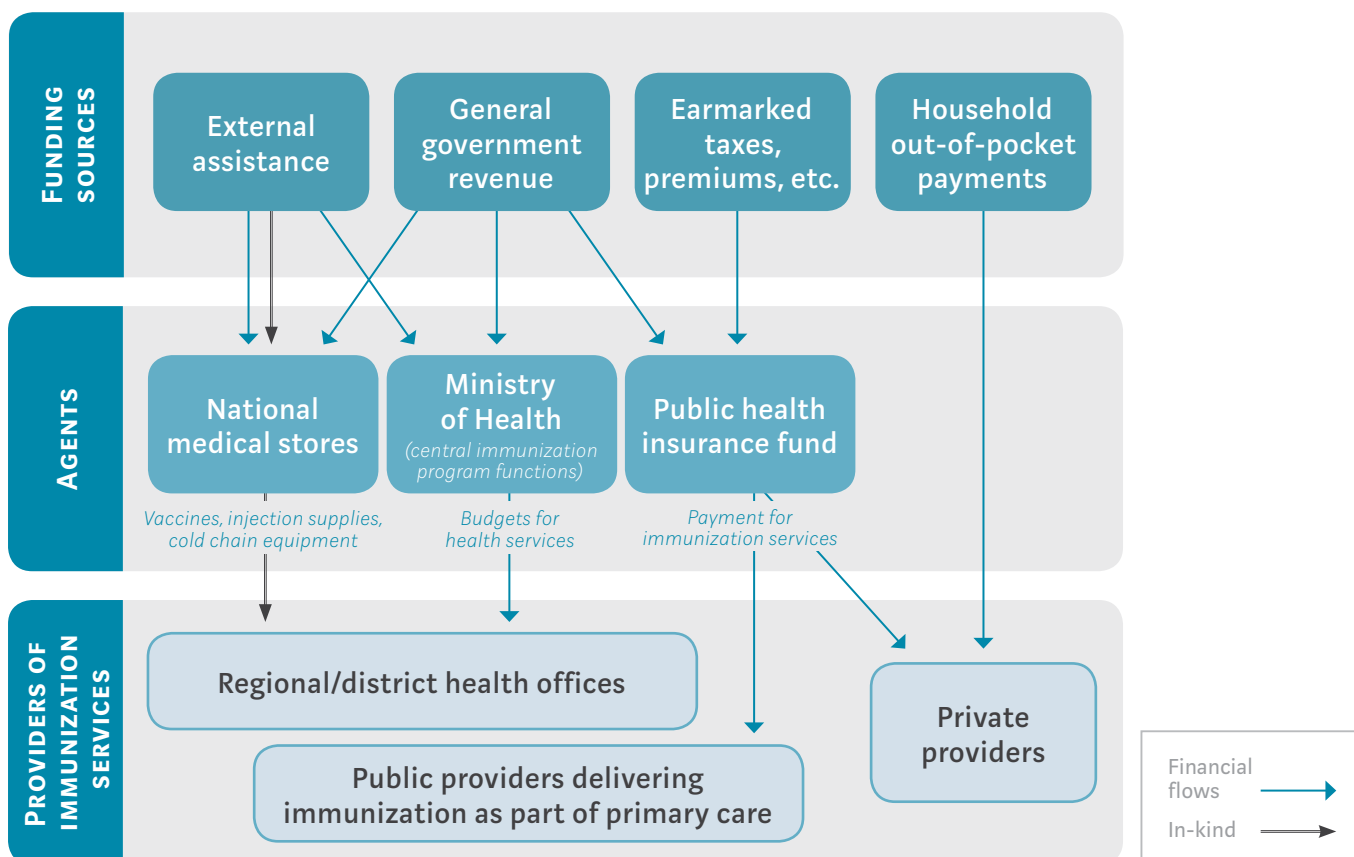 FUNDING
SOURCES
External
assistance
General
government
revenue
Earmarked
taxes,
premiums, etc.
Household
out-of-pocket
payments
AGENTS
National
medical stores
Ministry
of Health
(central immunization
program functions)
Public health
insurance fund
Vaccines, injection supplies,
cold chain equipment
Budgets for
health services
Payment for
immunization services
PROVIDERS OF
IMMUNIZATION
SERVICES
Regional/district health offices
Public providers delivering
immunization as part of primary care
Private
providers
Financial
flows
In-kind